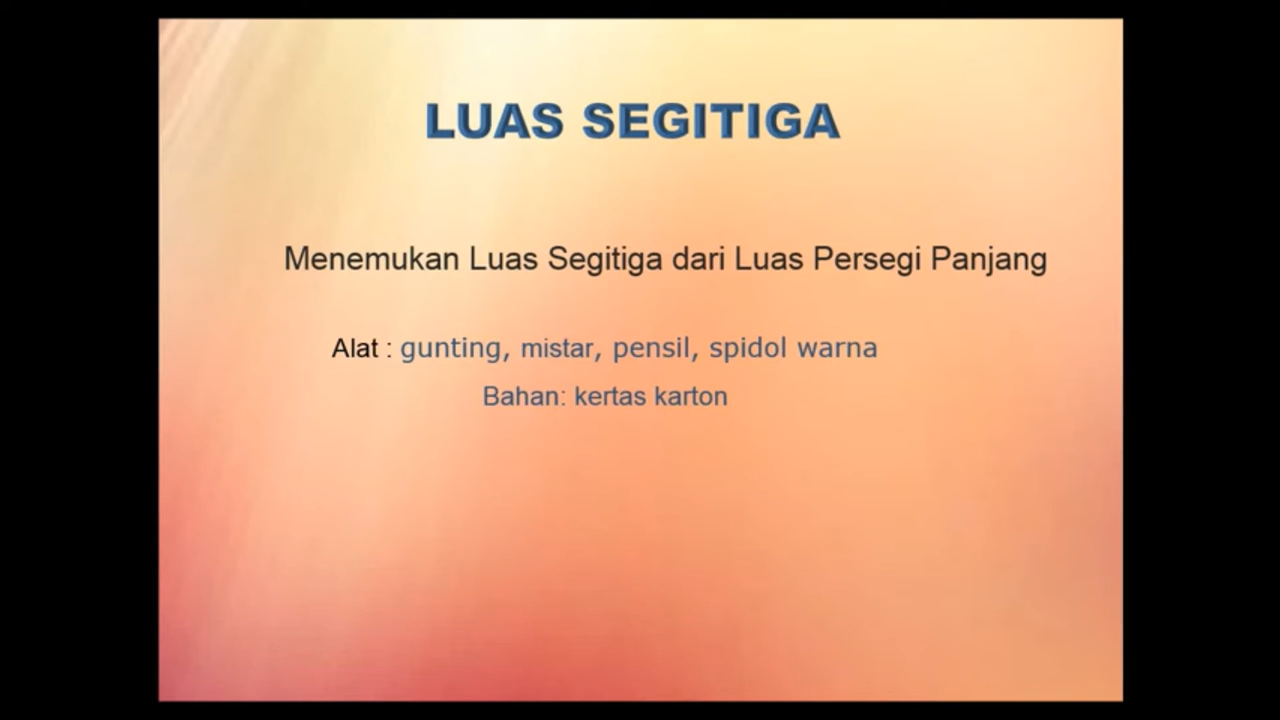 LUAS SEGITIGA
Menemukan Luas Segitiga dari Luas Persegi Panjang
Alat : gunting, mistar, pensil, spidol warna
Bahan: kertas karton